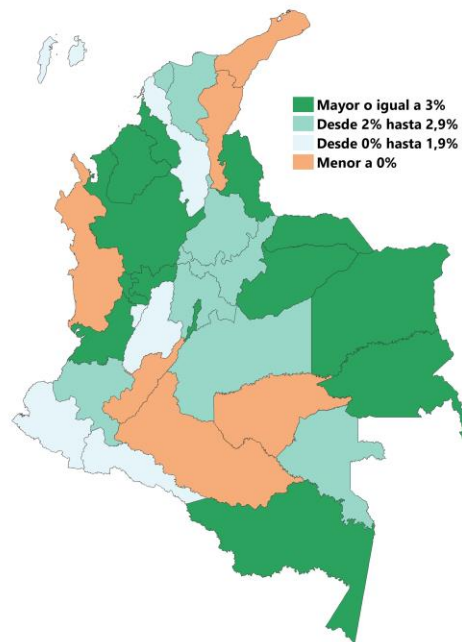 Mayor o igual a 3%
Desde 2% hasta 2,9%
Desde 0% hasta 1,9%
Menor a 0%